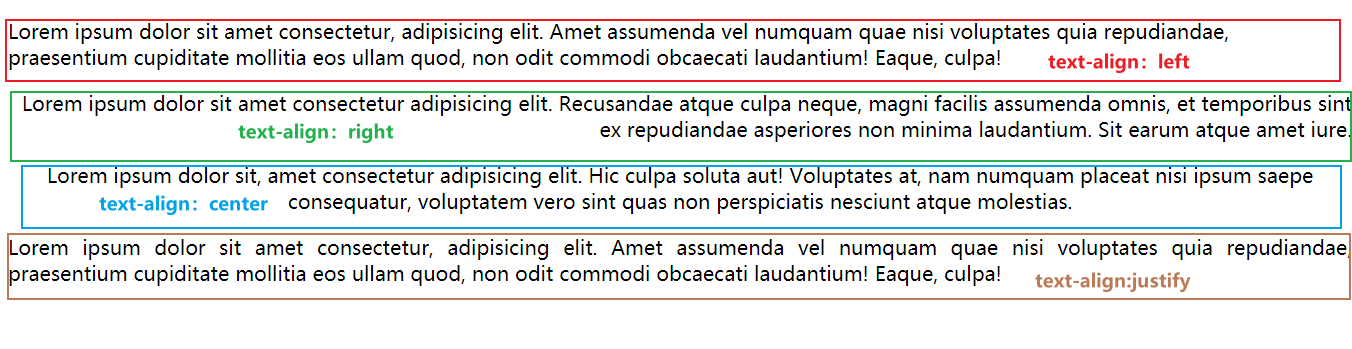 Lorem ipsum dolor sit amet consectetur, adipisicing elit. Amet assumenda vel numquam quae nisi voluptates quia repudiandae,
praesentium cupiditate mollitia eos ullam quod, non odit commodi obcaecati laudantium! Eaque, culpa!
text-align：left
Lorem ipsum dolor sit amet consectetur adipisicing elit. Recusandae atque culpa neque, magni facilis assumenda omnis, et temporibus sint
text-align：right
ex repudiandae asperiores non minima laudantium. Sit earum atque amet iure.
Lorem ipsum dolor sit, amet consectetur adipisicing elit. Hic culpa soluta aut! Voluptates at, nam numquam placeat nisi ipsum saepe
text-align：center
consequatur, voluptatem vero sint quas non perspiciatis nesciunt atque molestias.
Lorem ipsum dolor sit amet consectetur, adipisicing elit. Amet assumenda vel numquam quae nisi voluptates quia repudiandae,
praesentium cupiditate mollitia eos ullam quod, non odit commodi obcaecati laudantium! Eaque, culpa!
text-align:justify